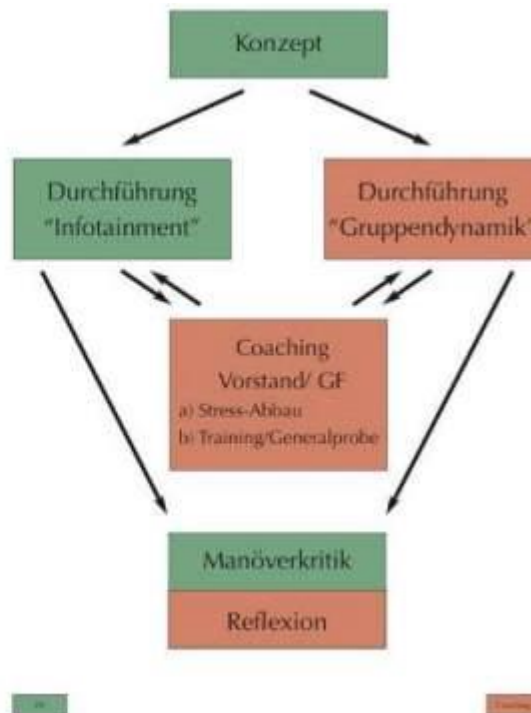 Konzept
Durchführung
"Infotainment"
Durchführung
"Gruppendynamik"
Coaching
Vorstand/ GF
a) Stress-Abbau
b) Training/Generalprobe
Manöverkritik
Reflexion